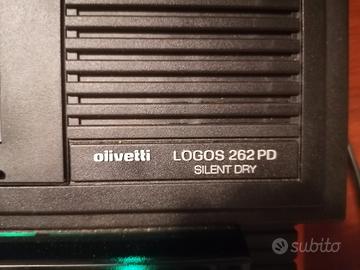 olivetti LOGOS 262 PD
SILENT DRY
subito